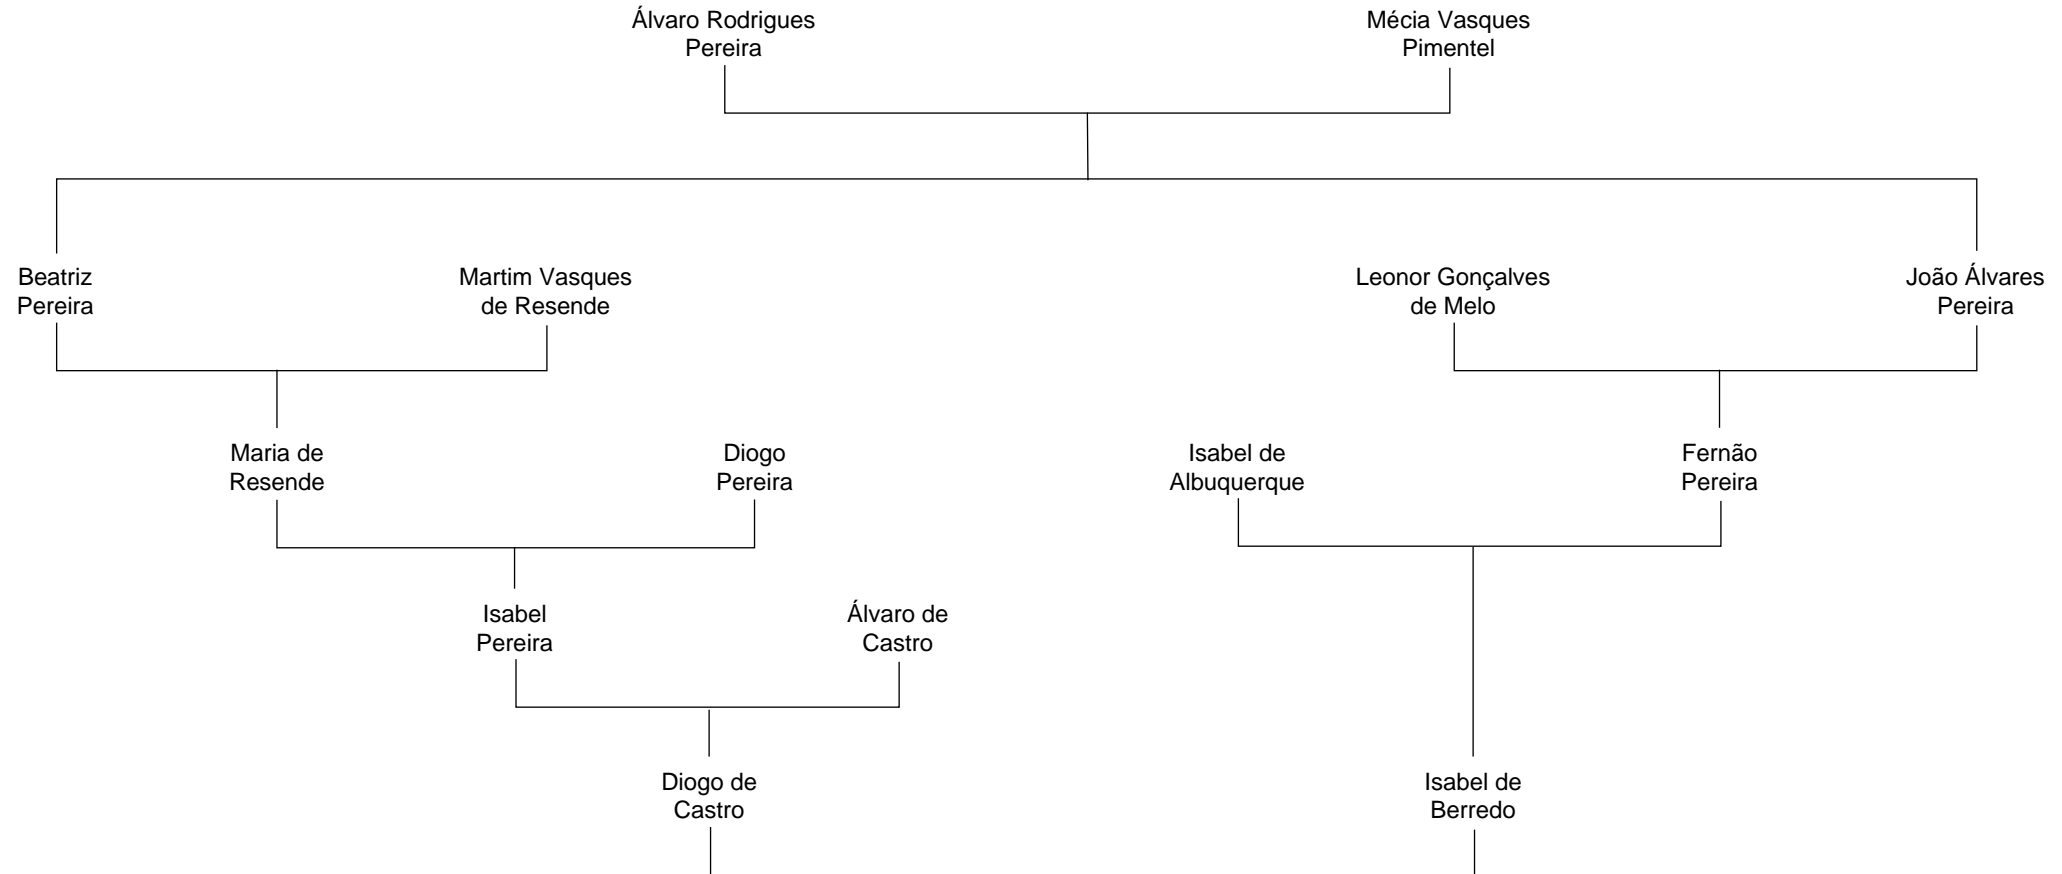 Álvaro Rodrigues
Pereira
Mécia Vasques
Pimentel
Beatriz
Pereira
Martim Vasques
de Resende
Leonor Gonçalves
de Melo
João Álvares
Pereira
Maria de
Resende
Diogo
Pereira
Isabel de
Albuquerque
Fernão
Pereira
Isabel
Pereira
Álvaro de
Castro
Diogo de
Castro
Isabel de
Berredo